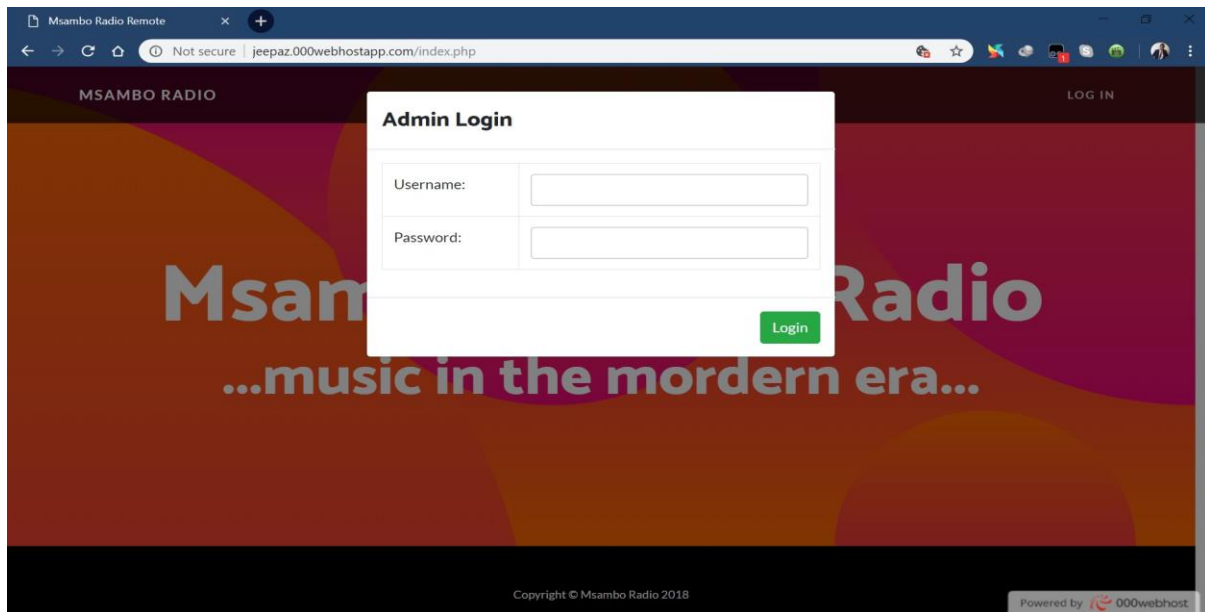 Msambo Radio Remote
Not secure | jeepaz.000webhostapp.com/index.php
1
S
MSAMBO RADIO
LOG IN
Admin Login
Username:
Password:
Login
Msam Radio
...music in the mordern era...
Copyright © Msambo Radio 2018
Powered by 000webhost